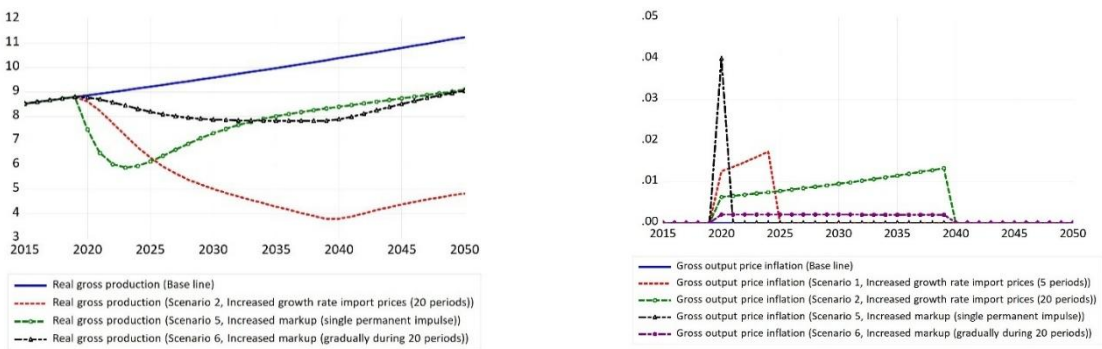 12
11
10
9
8
7
6
5
4
3
2015 2020 2025 2030 2035 2040 2045 2050
Real gross production (Base line)
Real gross production (Scenario 2, Increased growth rate import prices (20 periods))
Real gross production (Scenario 5, Increased markup (single permanent impulse))
Real gross production (Scenario 6, Increased markup (gradually during 20 periods))
.05
.04
.03
.02
.01
.00
2015 2020 2025 2030 2035 2040 2045 2050
Gross output price inflation (Base line)
Gross output price inflation (Scenario 1, Increased growth rate import prices (5 periods))
Gross output price inflation (Scenario 2, Increased growth rate import prices (20 periods))
Gross output price inflation (Scenario 5, Increased markup (single permanent impulse))
Gross output price inflation (Scenario 6, Increased markup (gradually during 20 periods))